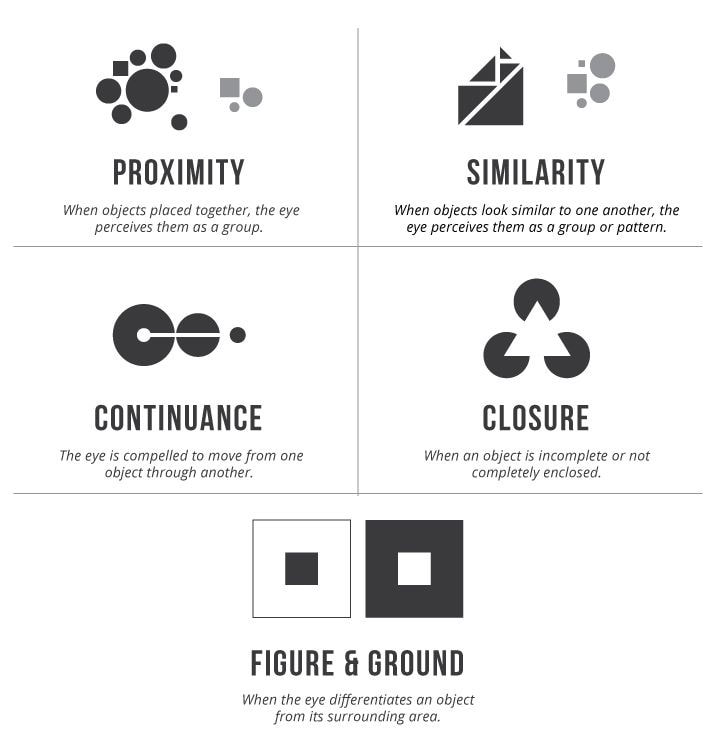 PROXIMITY
When objects placed together, the eye
perceives them as a group.
SIMILARITY
When objects look similar to one another, the
eye perceives them as a group or pattern.
CONTINUANCE
The eye is compelled to move from one
object through another.
CLOSURE
When an object is incomplete or not
completely enclosed.
FIGURE & GROUND
When the eye differentiates an object
from its surrounding area.